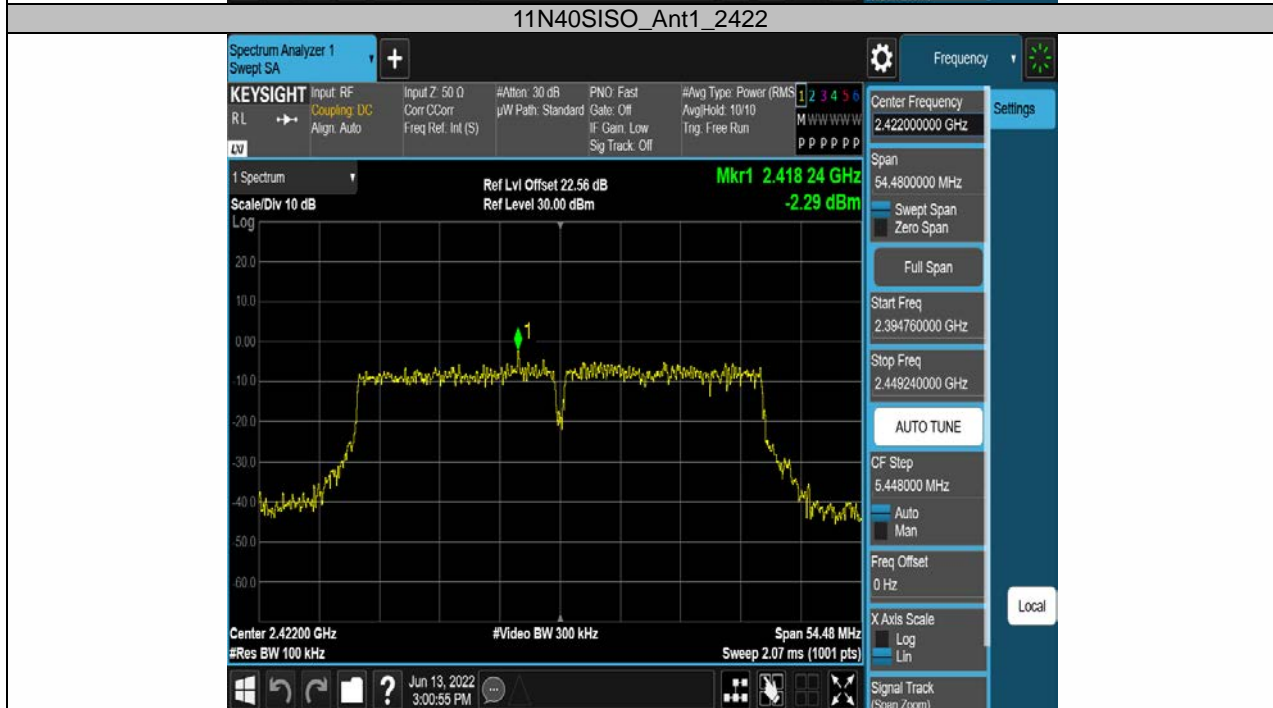 11N40SISO_Ant1_2422
Spectrum Analyzer 1
Swept SA
+
Frequency
KEYSIGHT
RL
LV
Input: RF
Coupling: DC
Align: Auto
Input Z: 50 Ω
Corr CCorr
Freq Ref: Int (S)
#Atten: 30 dB
µW Path: Standard
PNO: Fast
Gate: Off
IF Gain: Low
Sig Track: Off
#Avg Type: Power (RMS
Avg|Hold: 10/10
Trig: Free Run
1 2 3 4 5 6
M W W W W W
P P P P P P
Center Frequency
2.422000000 GHz
Settings
Span
54.4800000 MHz
Swept Span
Zero Span
Full Span
Start Freq
2.394760000 GHz
Stop Freq
2.449240000 GHz
AUTO TUNE
CF Step
5.448000 MHz
Auto
Man
Freq Offset
0 Hz
X Axis Scale
Log
Lin
Signal Track
(Span Zoom)
Local
1 Spectrum
Scale/Div 10 dB
Log
Ref Lvl Offset 22.56 dB
Ref Level 30.00 dBm
Mkr1 2.418 24 GHz
-2.29 dBm
20.0
10.0
0.00
-10.0
-20.0
-30.0
-40.0
-50.0
-60.0
1
Center 2.42200 GHz
#Res BW 100 kHz
#Video BW 300 kHz
Span 54.48 MHz
Sweep 2.07 ms (1001 pts)
?
Jun 13, 2022
3:00:55 PM